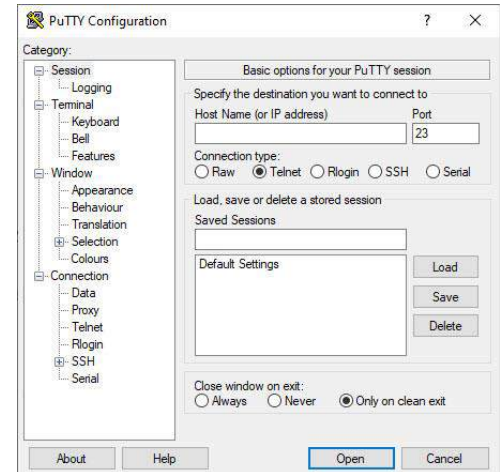 PuTTY Configuration
?
Category:
Session
Logging
Terminal
Keyboard
Bell
Features
Window
Appearance
Behaviour
Translation
Selection
Colours
Connection
Data
Proxy
Telnet
Rlogin
SSH
Serial
Basic options for your PuTTY session
Specify the destination you want to connect to
Host Name (or IP address) Port
23
Connection type:
Raw Telnet Rlogin SSH Serial
Load, save or delete a stored session
Saved Sessions
Default Settings
Load
Save
Delete
Close window on exit:
Always Never Only on clean exit
About Help Open Cancel